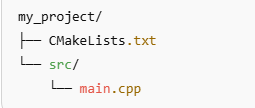 my_project/
├── CMakeLists.txt
└── src/
    └── main.cpp